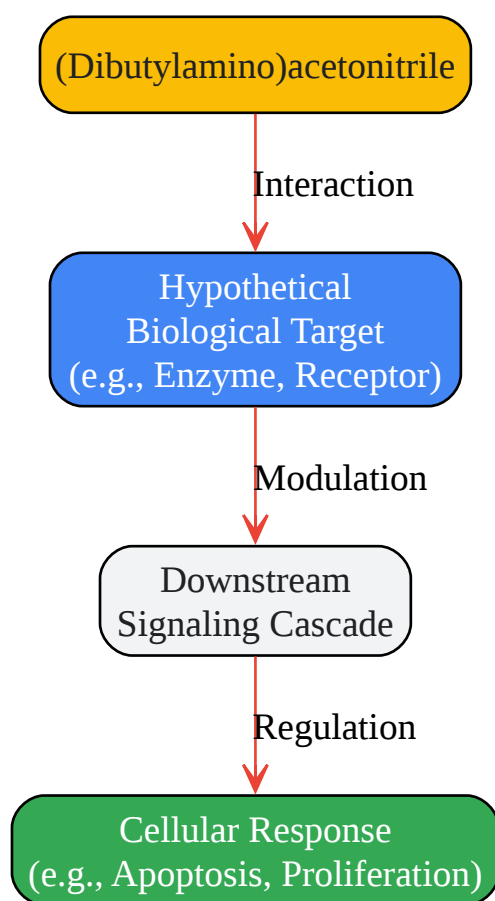 (Dibutylamino)acetonitrile
Interaction
Hypothetical
Biological Target
(e.g., Enzyme, Receptor)
Modulation
Downstream
Signaling Cascade
Regulation
Cellular Response
(e.g., Apoptosis, Proliferation)